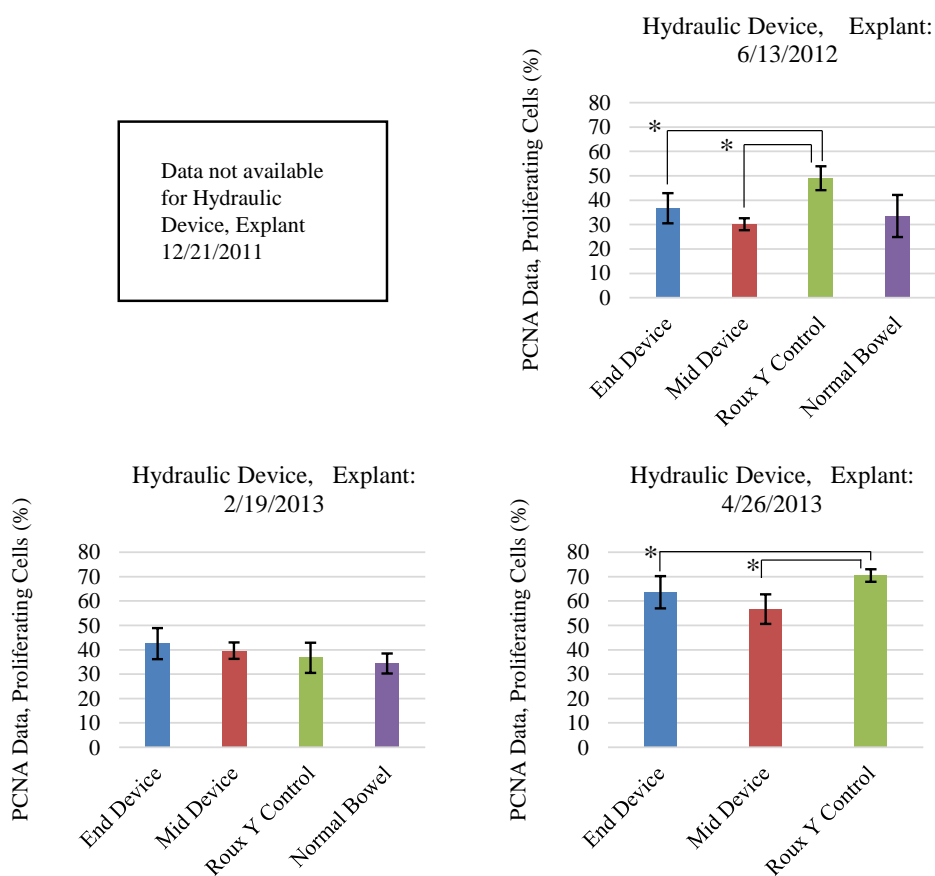 Data not available
for Hydraulic
Device, Explant
12/21/2011
Hydraulic Device, Explant:
6/13/2012
PCNA Data, Proliferating Cells (%)
80
70
60
50
40
30
20
10
0
*
*
End Device
Mid Device
Roux Y Control
Normal Bowel
Hydraulic Device, Explant:
2/19/2013
PCNA Data, Proliferating Cells (%)
80
70
60
50
40
30
20
10
0
End Device
Mid Device
Roux Y Control
Normal Bowel
Hydraulic Device, Explant:
4/26/2013
PCNA Data, Proliferating Cells (%)
80
70
60
50
40
30
20
10
0
*
*
End Device
Mid Device
Roux Y Control